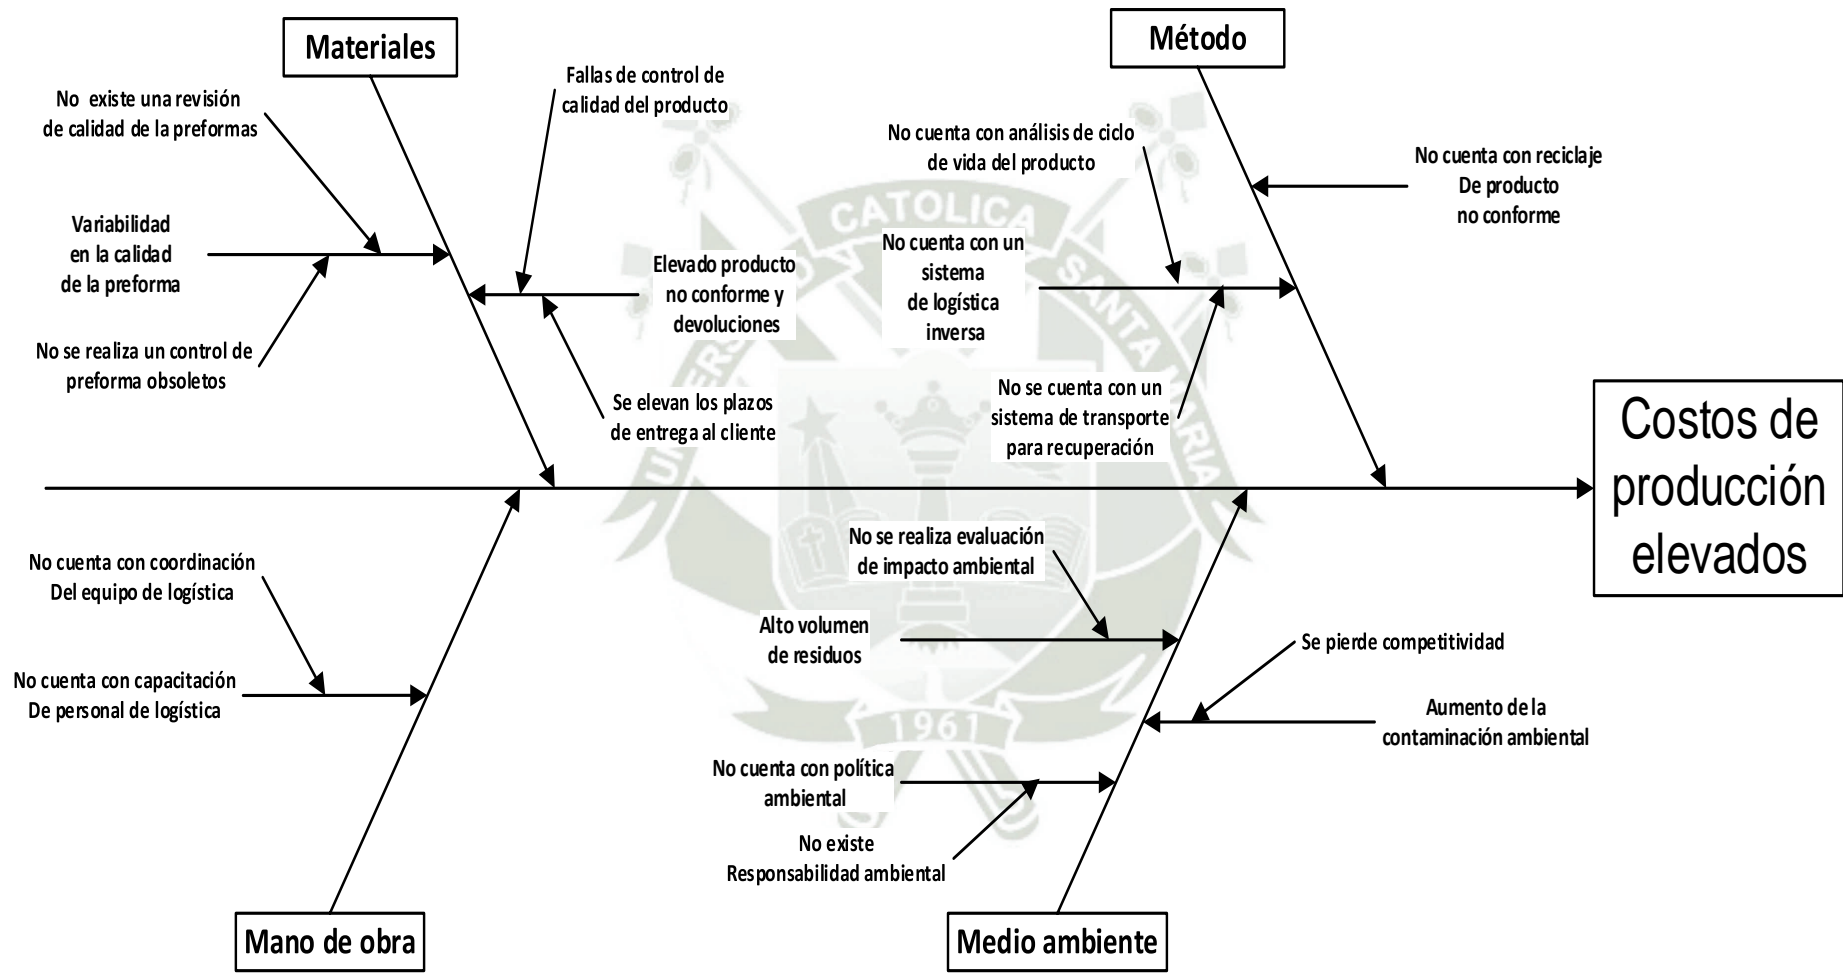 Materiales
Método
No existe una revisión
de calidad de la preformas
Fallas de control de
calidad del producto
Variabilidad
en la calidad
de la preforma
Elevado producto
no conforme y
devoluciones
No se realiza un control de
preforma obsoletos
Se elevan los plazos
de entrega al cliente
No cuenta con análisis de ciclo
de vida del producto
No cuenta con reciclaje
De producto
no conforme
No cuenta con un
sistema
de logística
inversa
No se cuenta con un
sistema de transporte
para recuperación
Costos de
producción
elevados
No cuenta con coordinación
Del equipo de logística
No cuenta con capacitación
De personal de logística
No se realiza evaluación
de impacto ambiental
Alto volumen
de residuos
Se pierde competitividad
Aumento de la
contaminación ambiental
No cuenta con política
ambiental
No existe
Responsabilidad ambiental
Mano de obra
Medio ambiente
CATOLICA
SANTA MARIA
1961